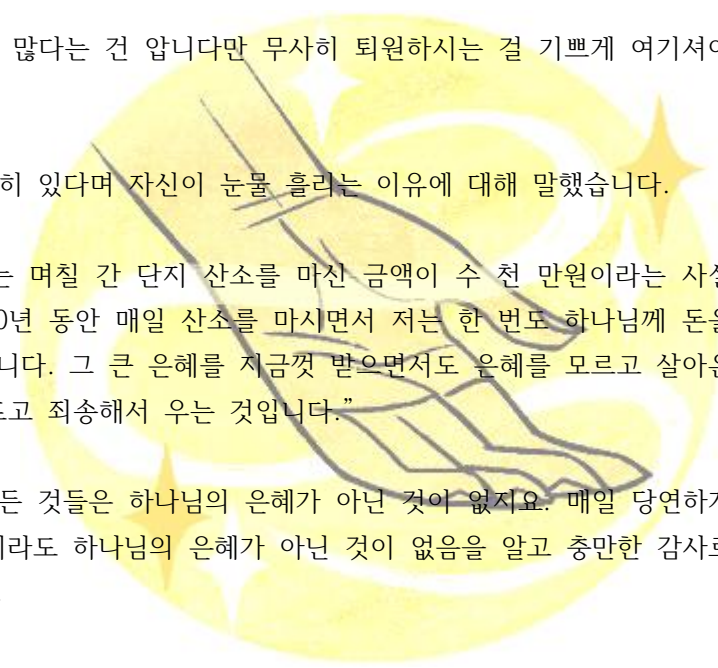 많다는 건 압니다만 무사히 퇴원하시는 걸 기쁘게 여기셔야
히 있다며 자신이 눈물 흘리는 이유에 대해 말했습니다.
는 며칠 간 단지 산소를 마신 금액이 수 천 만원이라는 사실
0년 동안 매일 산소를 마시면서 저는 한 번도 하나님께 돈을
니다. 그 큰 은혜를 지금껏 받으면서도 은혜를 모르고 살아온
고 죄송해서 우는 것입니다.”
든 것들은 하나님의 은혜가 아닌 것이 없지요. 매일 당연하게
이라도 하나님의 은혜가 아닌 것이 없음을 알고 충만한 감사로